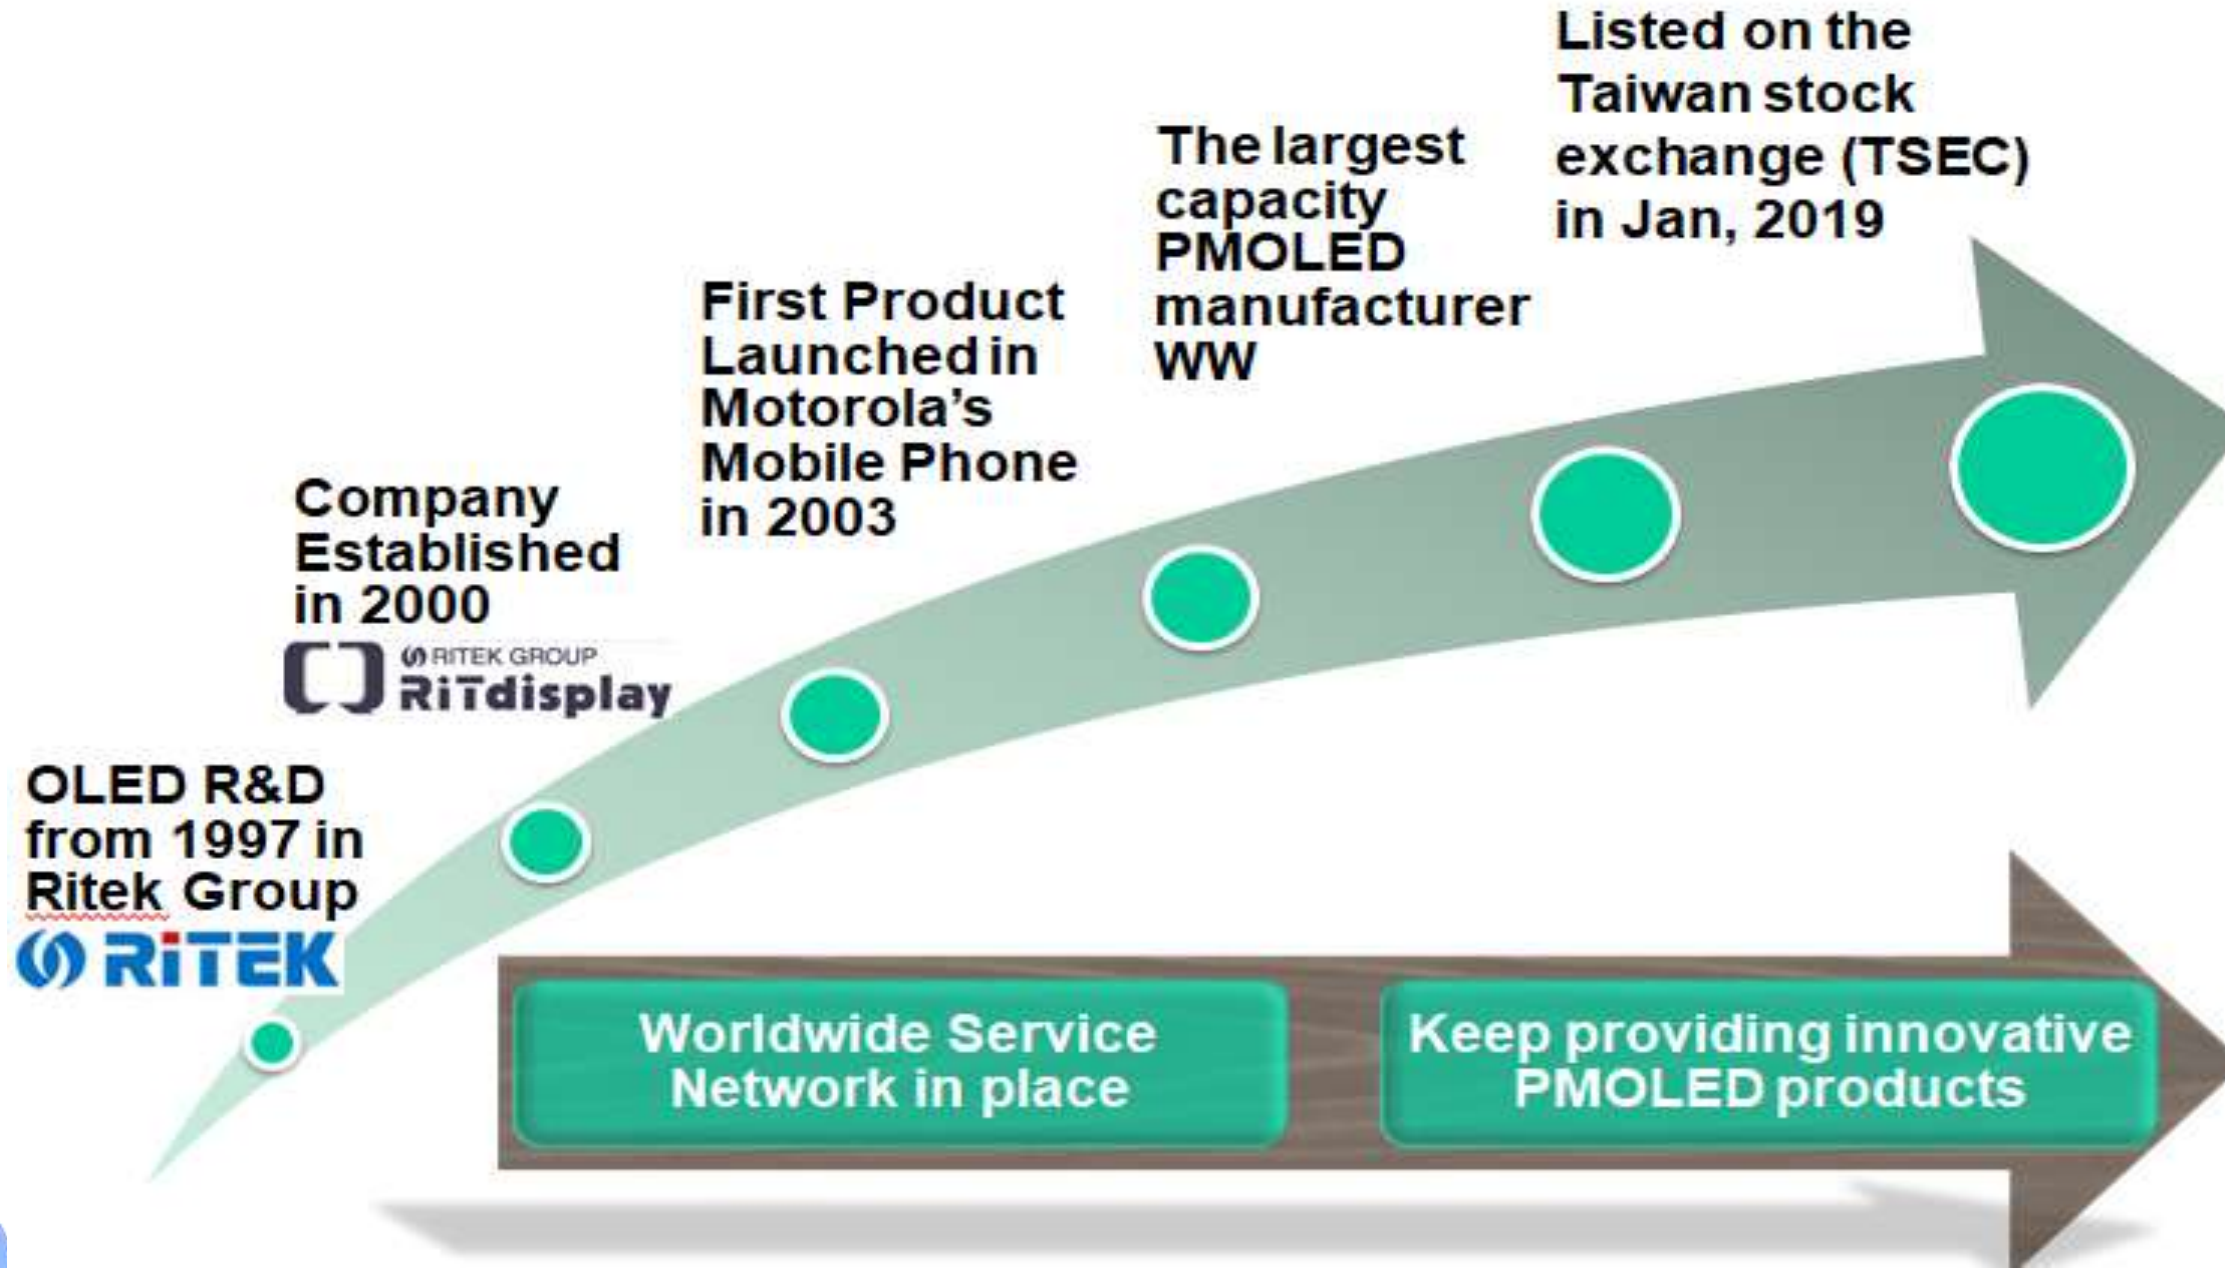 OLED R&D
from 1997 in
Ritek Group
RiTEK
Company
Established
in 2000
RITEK GROUP
RiTdisplay
First Product
Launched in
Motorola's
Mobile Phone
in 2003
The largest
capacity
PMOLED
manufacturer
WW
Listed on the
Taiwan stock
exchange (TSEC)
in Jan, 2019
Worldwide Service
Network in place
Keep providing innovative
PMOLED products